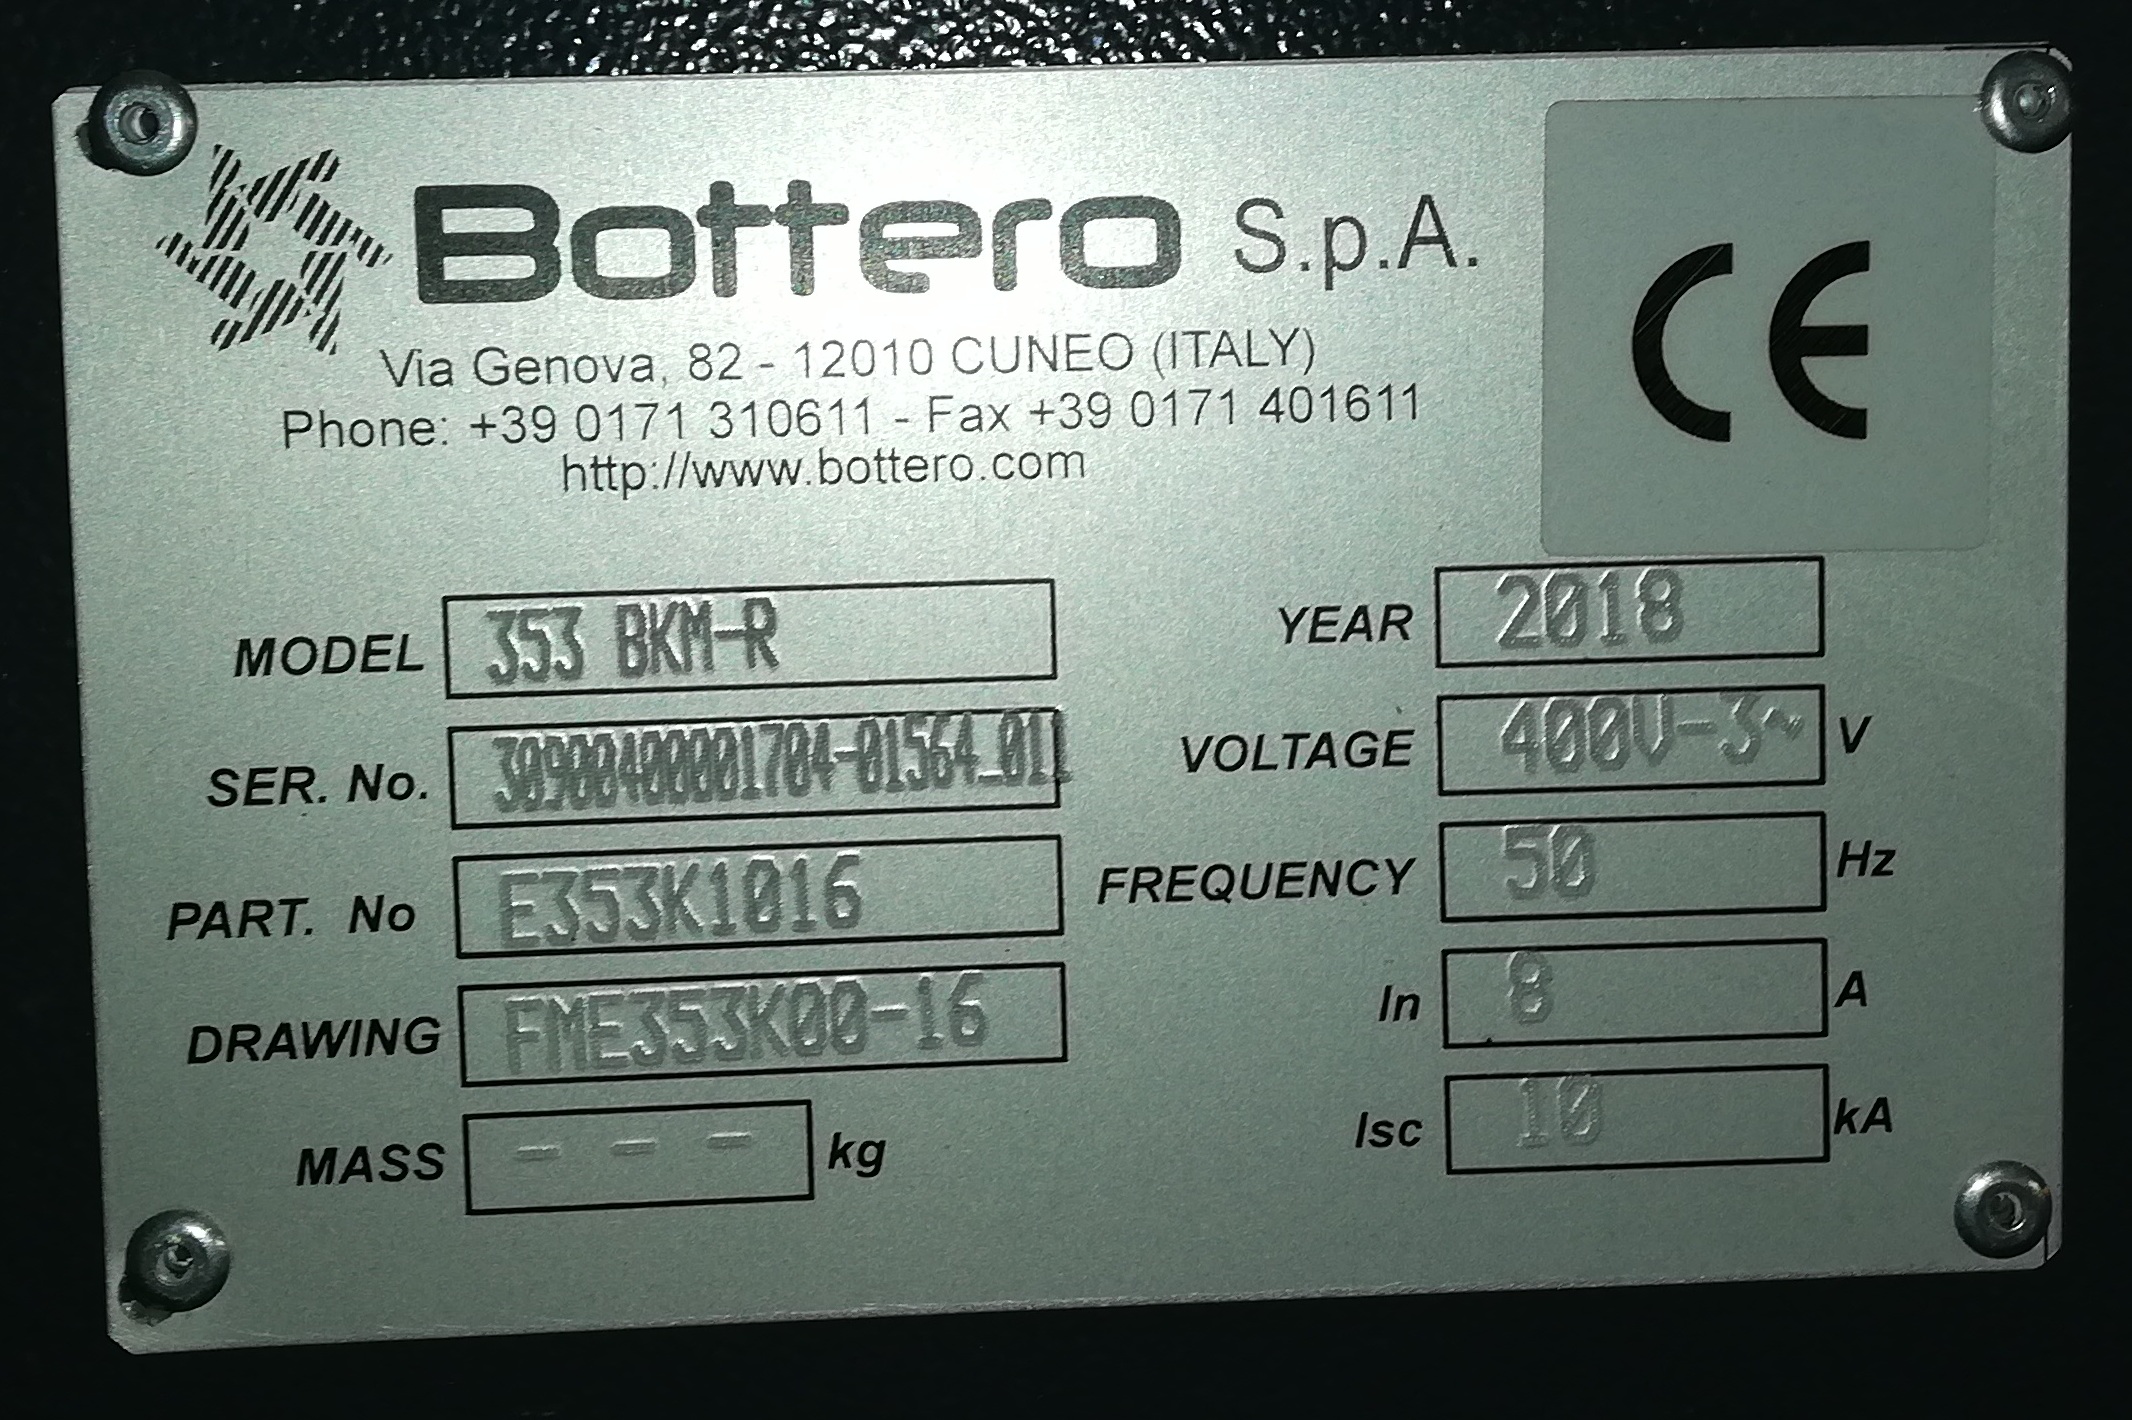 Bottero S.p.A.
CE
Via Genova, 82 - 12010 CUNEO (ITALY)
Phone: +39 0171 310611 - Fax +39 0171 401611
http://www.bottero.com
MODEL 353 BKM-R
SER. No. 30900400001704-01564_011
PART. No E353K1016
DRAWING FME353K00-16
MASS - - - kg
YEAR 2018
VOLTAGE 400V-3~ V
FREQUENCY 50 Hz
In 8 A
Isc 10 kA